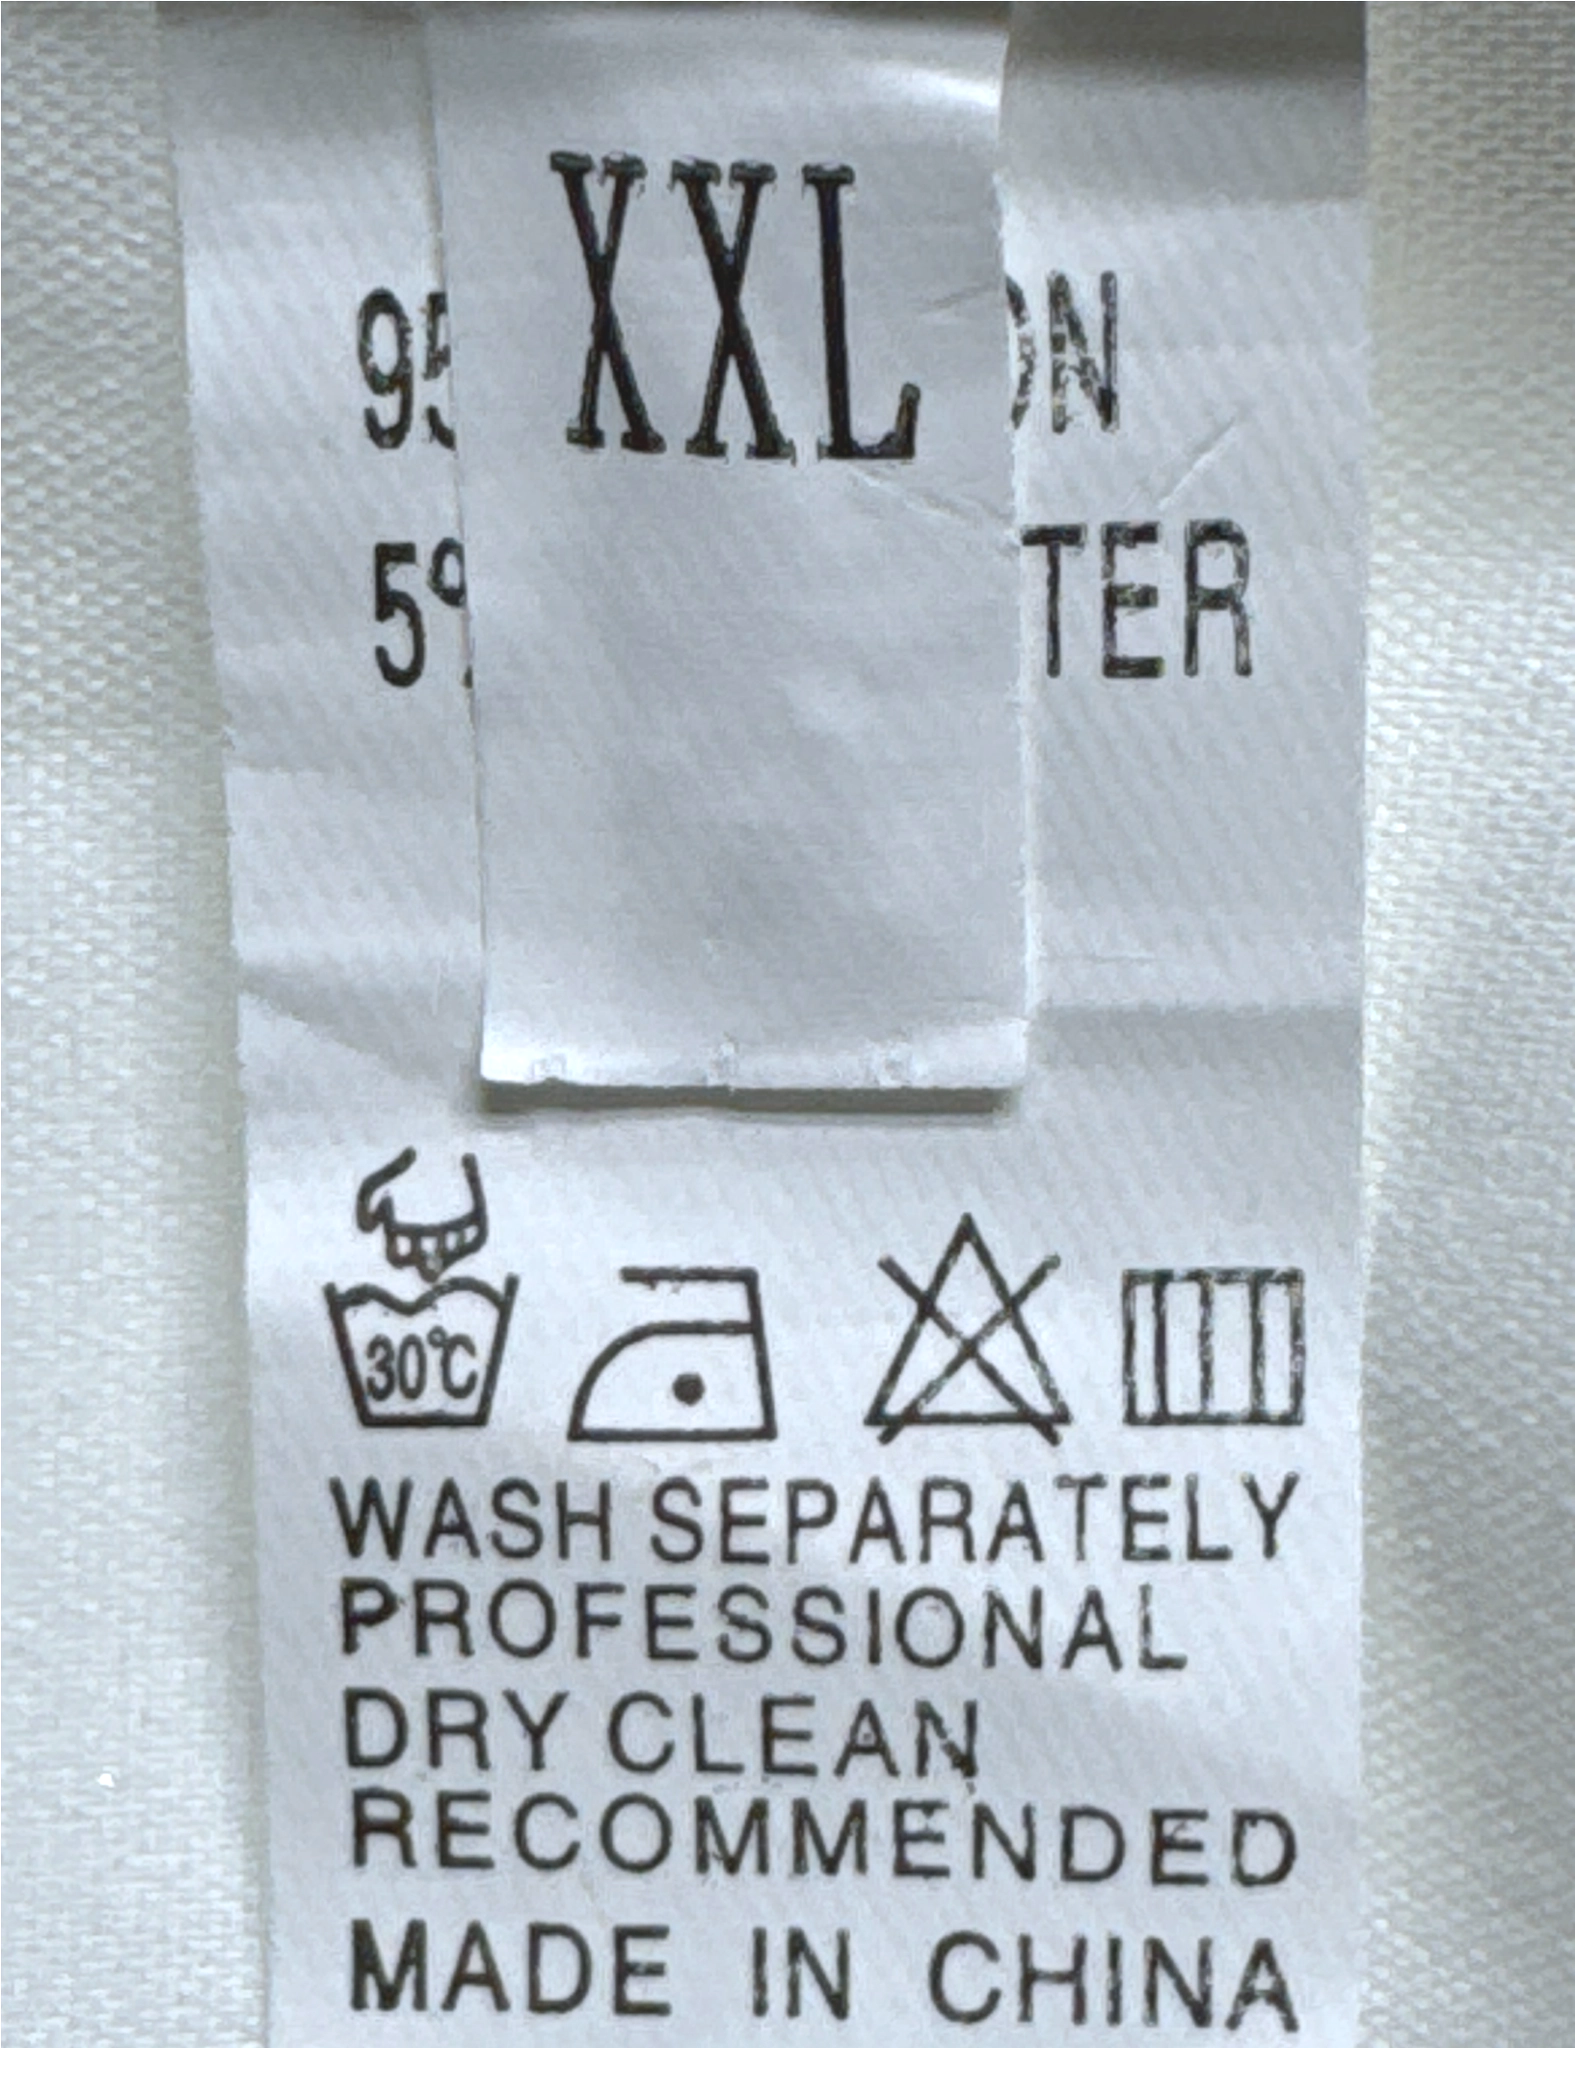 XXL
95
ON
5%
TER
30℃
WASH SEPARATELY
PROFESSIONAL
DRY CLEAN
RECOMMENDED
MADE IN CHINA